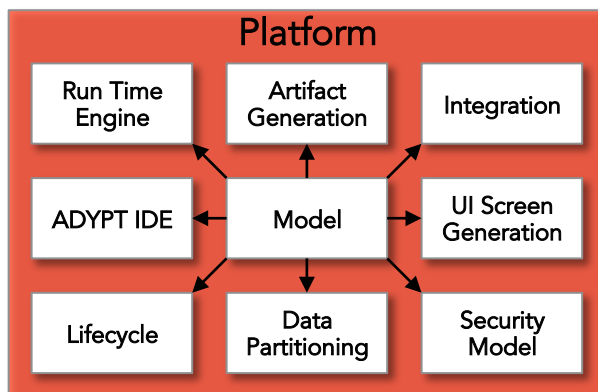 Platform
Run Time
Engine
Artifact
Generation
Integration
ADYPT IDE
Model
UI Screen
Generation
Lifecycle
Data
Partitioning
Security
Model